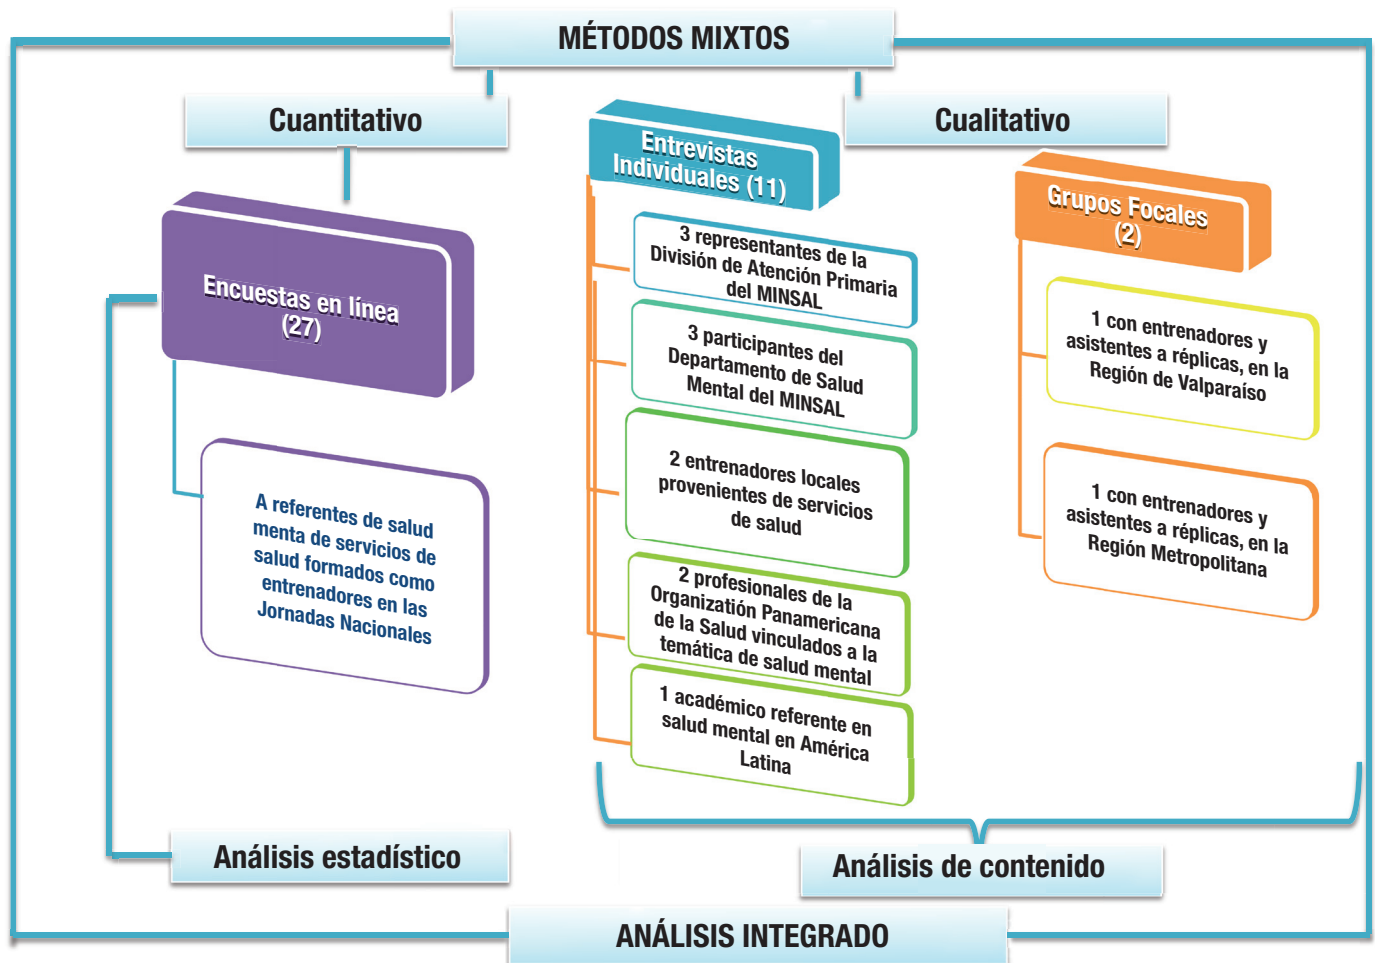 MÉTODOS MIXTOS
Cuantitativo
Cualitativo
Encuestas en línea
(27)
A referentes de salud
menta de servicios de
salud formados como
entrenadores en las
Jornadas Nacionales
Entrevistas
Individuales (11)
3 representantes de la
División de Atención Primaria
del MINSAL
3 participantes del
Departamento de Salud
Mental del MINSAL
2 entrenadores locales
provenientes de servicios
de salud
2 profesionales de la
Organizatión Panamericana
de la Salud vinculados a la
temática de salud mental
1 académico referente en
salud mental en América
Latina
Grupos Focales
(2)
1 con entrenadores y
asistentes a réplicas, en la
Región de Valparaíso
1 con entrenadores y
asistentes a réplicas, en la
Región Metropolitana
Análisis estadístico
Análisis de contenido
ANÁLISIS INTEGRADO